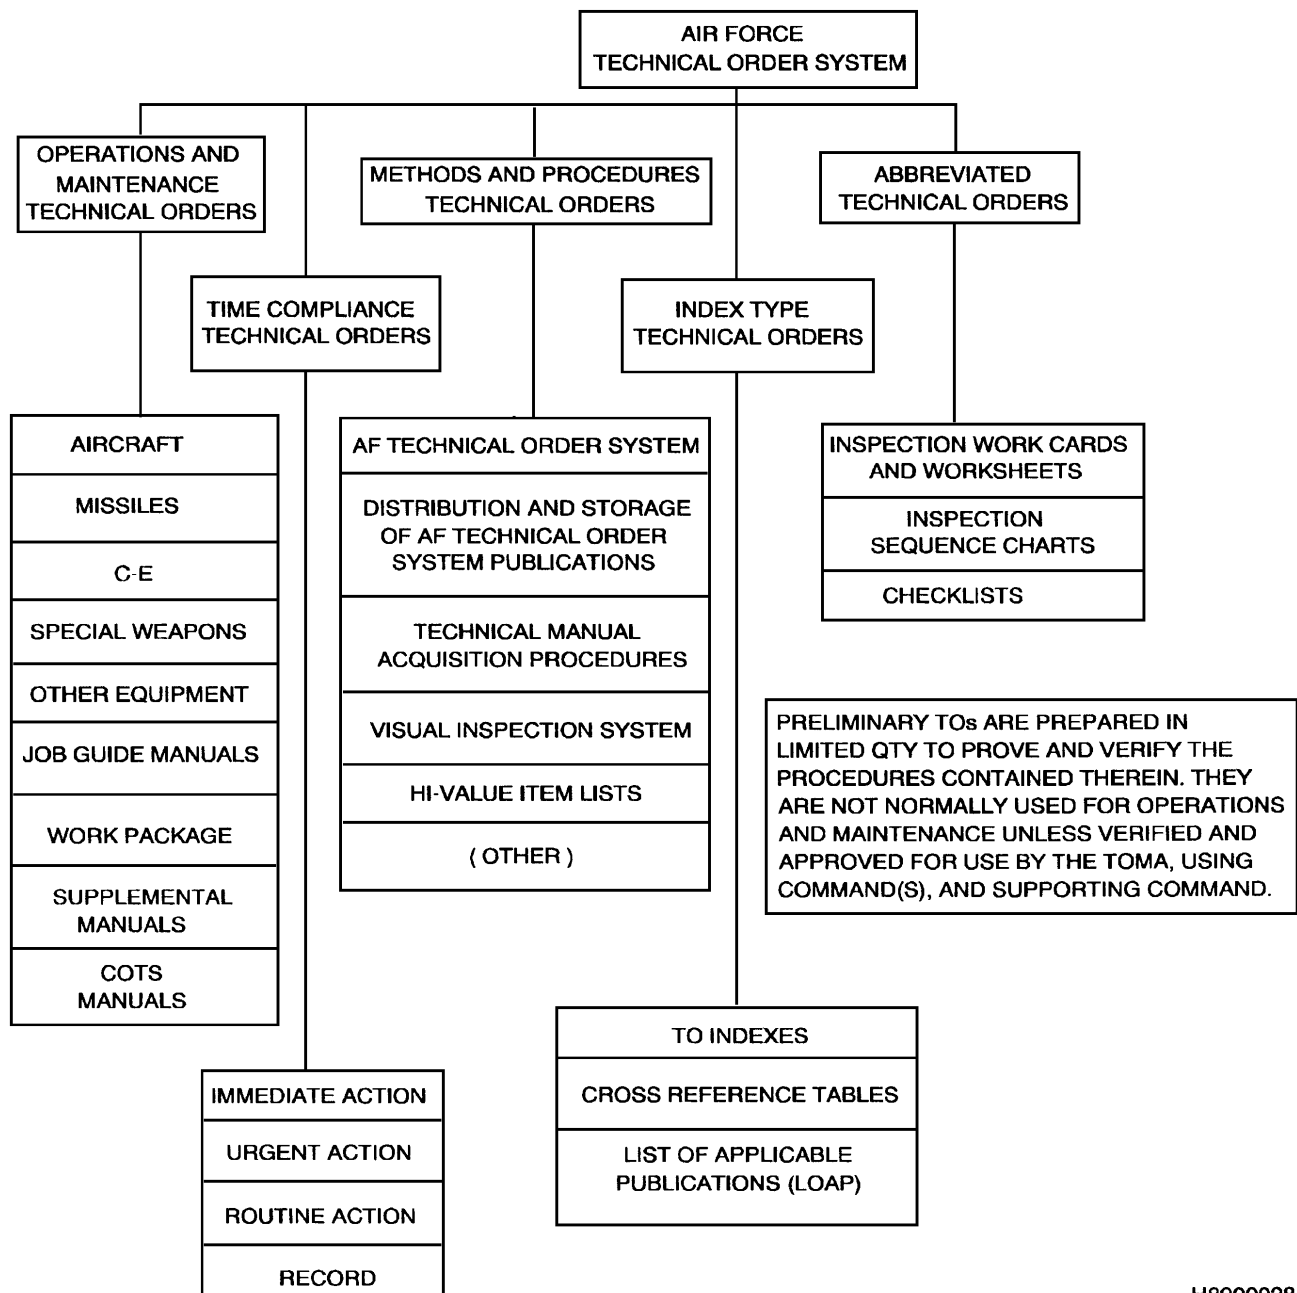 AIR FORCE
TECHNICAL ORDER SYSTEM
OPERATIONS AND
MAINTENANCE
TECHNICAL ORDERS
METHODS AND PROCEDURES
TECHNICAL ORDERS
ABBREVIATED
TECHNICAL ORDERS
TIME COMPLIANCE
TECHNICAL ORDERS
INDEX TYPE
TECHNICAL ORDERS
AIRCRAFT
MISSILES
C-E
SPECIAL WEAPONS
OTHER EQUIPMENT
JOB GUIDE MANUALS
WORK PACKAGE
SUPPLEMENTAL
MANUALS
COTS
MANUALS
AF TECHNICAL ORDER SYSTEM
DISTRIBUTION AND STORAGE
OF AF TECHNICAL ORDER
SYSTEM PUBLICATIONS
TECHNICAL MANUAL
ACQUISITION PROCEDURES
VISUAL INSPECTION SYSTEM
HI-VALUE ITEM LISTS
( OTHER )
INSPECTION WORK CARDS
AND WORKSHEETS
INSPECTION
SEQUENCE CHARTS
CHECKLISTS
PRELIMINARY TOs ARE PREPARED IN
LIMITED QTY TO PROVE AND VERIFY THE
PROCEDURES CONTAINED THEREIN. THEY
ARE NOT NORMALLY USED FOR OPERATIONS
AND MAINTENANCE UNLESS VERIFIED AND
APPROVED FOR USE BY THE TOMA, USING
COMMAND(S), AND SUPPORTING COMMAND.
IMMEDIATE ACTION
URGENT ACTION
ROUTINE ACTION
RECORD
TO INDEXES
CROSS REFERENCE TABLES
LIST OF APPLICABLE
PUBLICATIONS (LOAP)